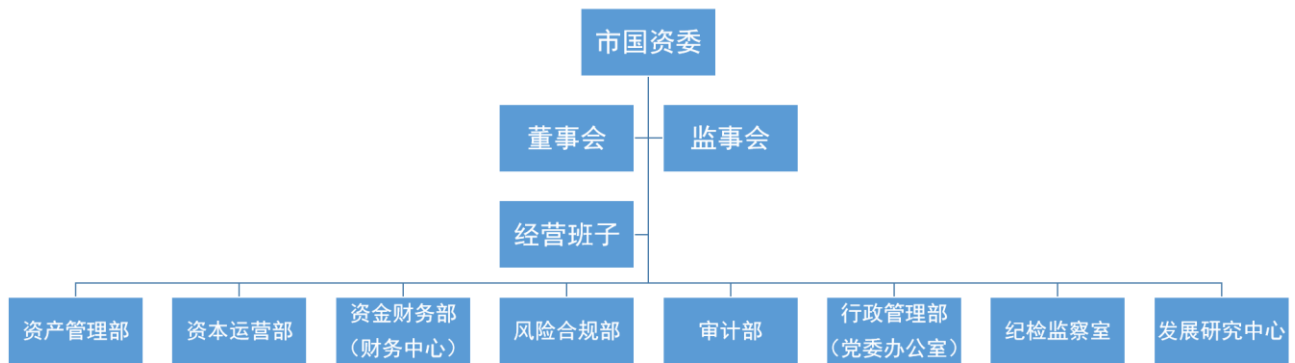 市国资委
董事会
监事会
经营班子
资产管理部
资本运营部
资金财务部
（财务中心）
风险合规部
审计部
行政管理部
（党委办公室）
纪检监察室
发展研究中心